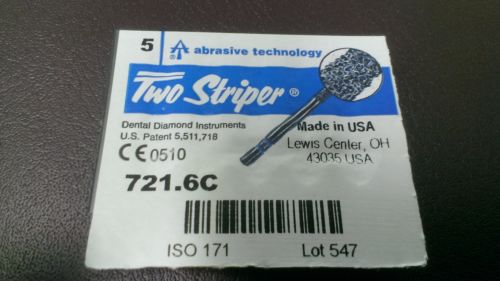 5 AT abrasive technology
Two Striper®
Dental Diamond Instruments
U.S. Patent 5,511,718
CE 0510
Made in USA
Lewis Center, OH
43035 USA
721.6C
ISO 171 Lot 547